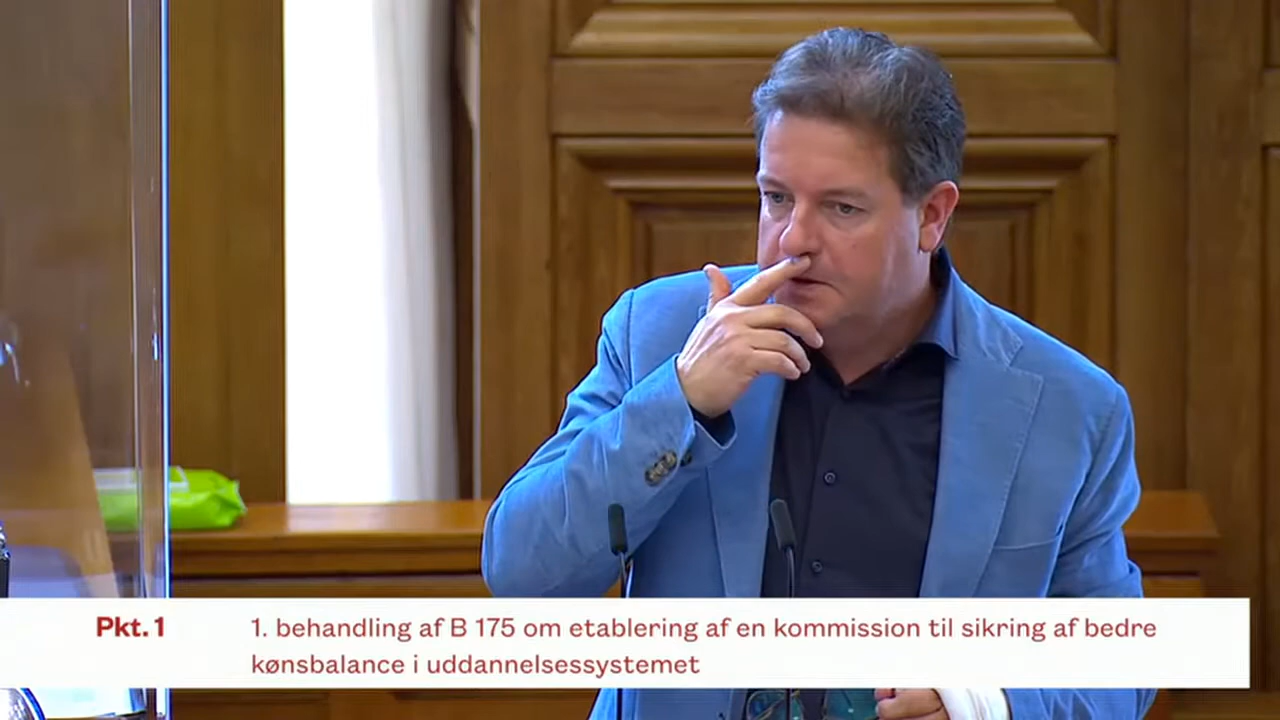 Pkt. 1
1. behandling af B 175 om etablering af en kommission til sikring af bedre
kønsbalance i uddannelsessystemet